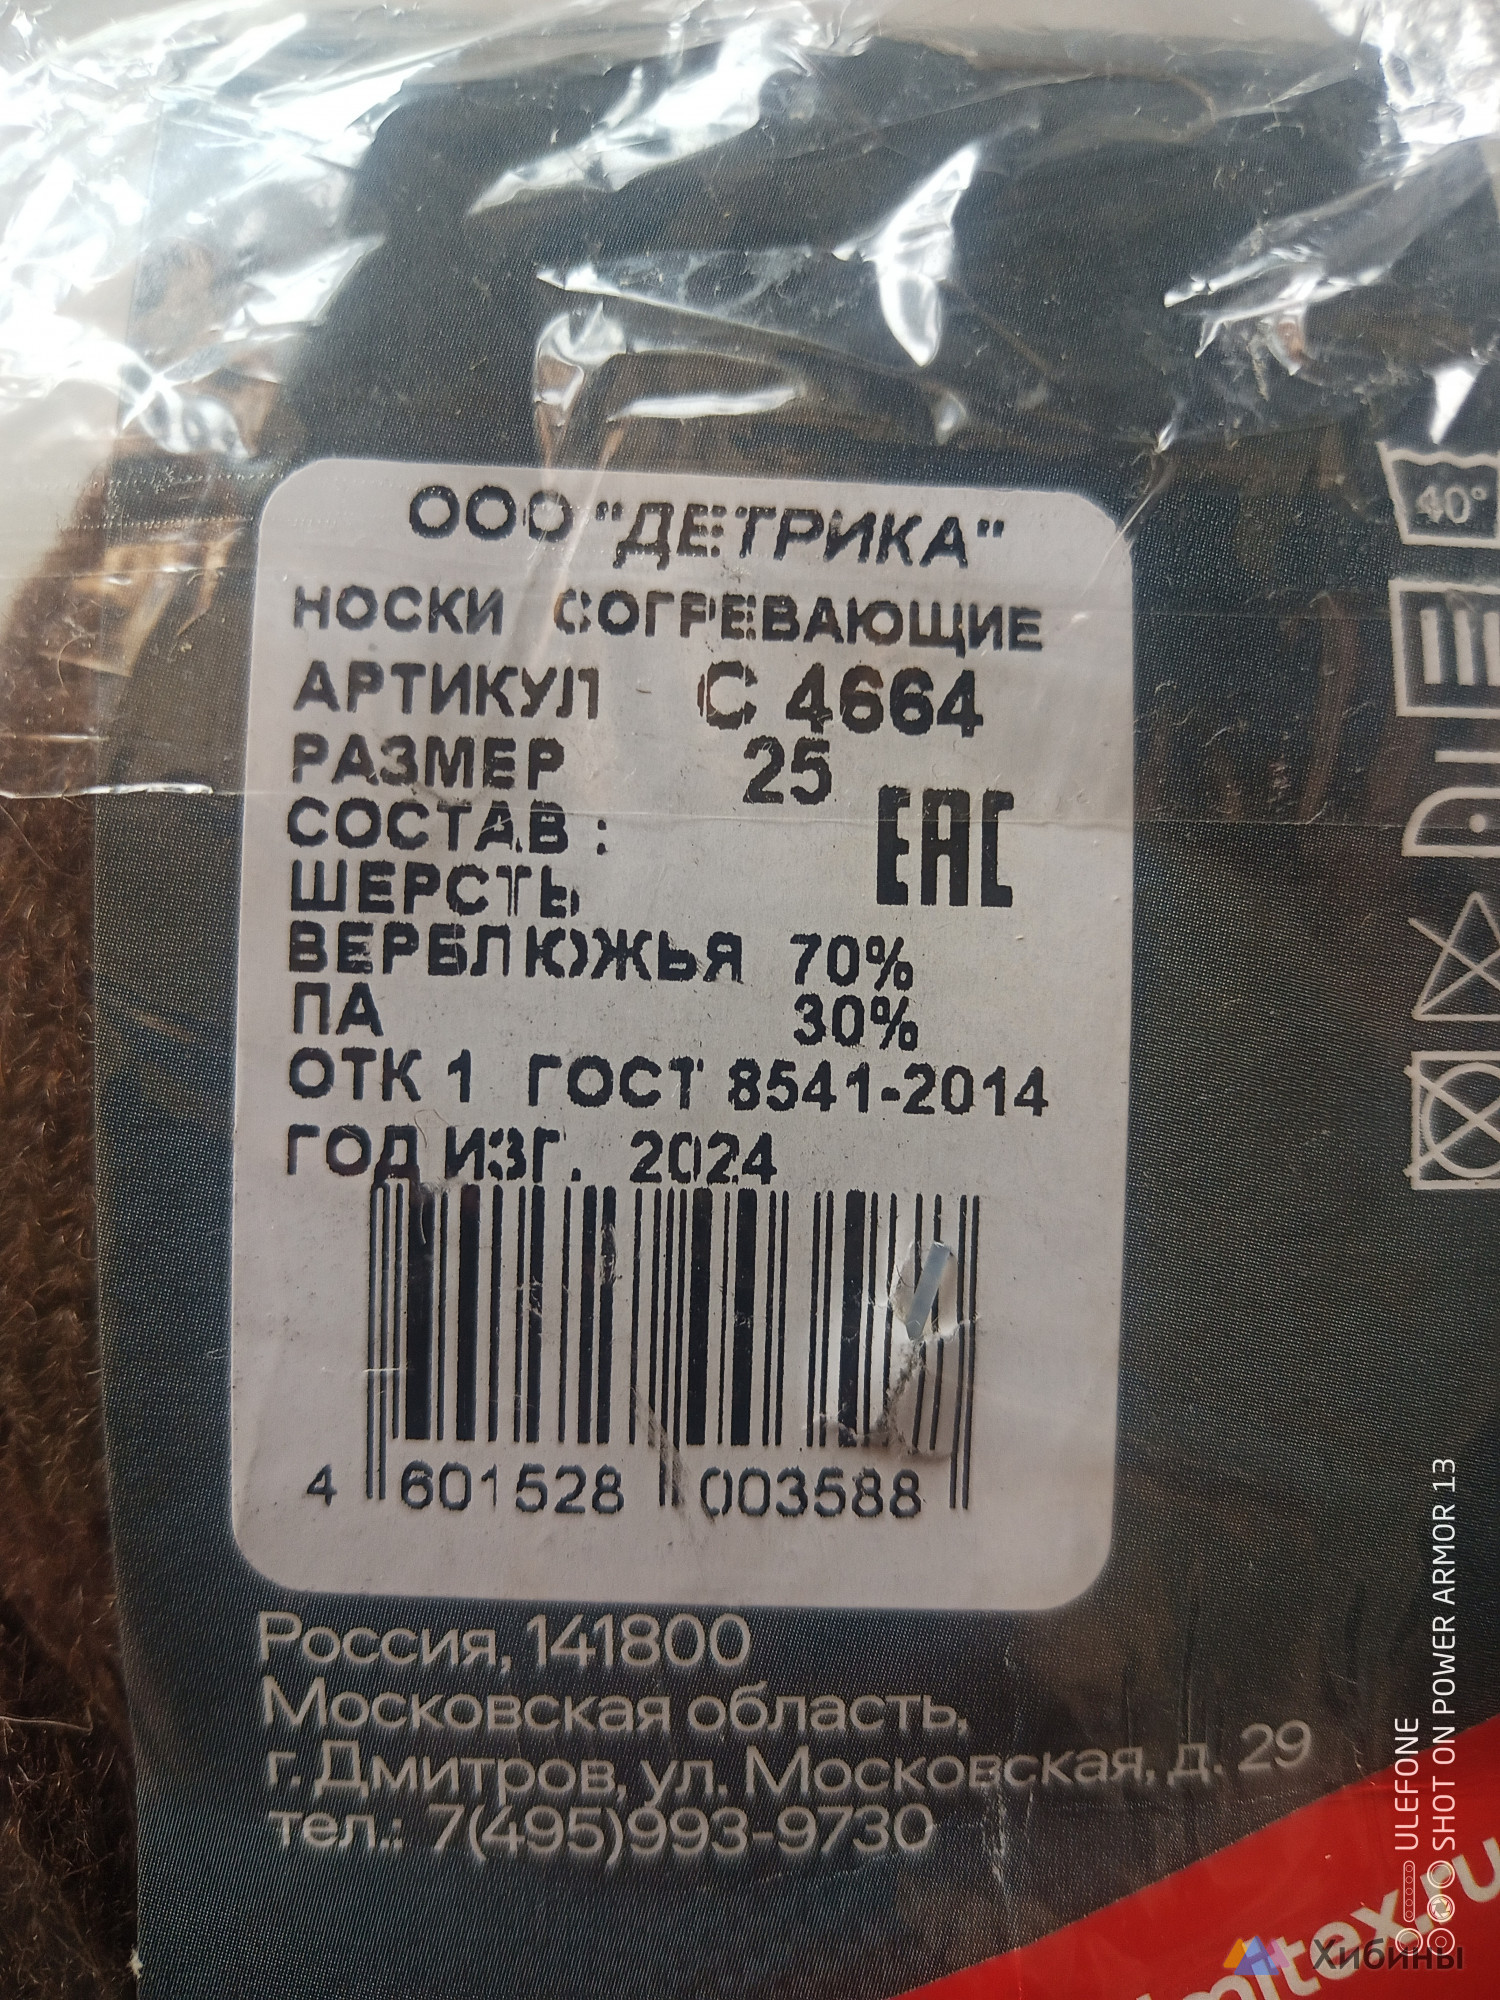 ООО "ДЕТРИКА"
НОСКИ СОГРЕВАЮЩИЕ
АРТИКУЛ С 4664
РАЗМЕР 25
СОСТАВ :
EAC
ШЕРСТЬ
ВЕРБЛЮЖЬЯ 70%
ПА 30%
ОТК 1 ГОСТ 8541-2014
ГОД ИЗГ. 2024
4 601528 003588
Россия, 141800
Московская область,
г. Дмитров, ул. Московская, д. 29
тел.: 7(495)993-9730
40°
ULEFONE
SHOT ON POWER ARMOR 13
Хибины